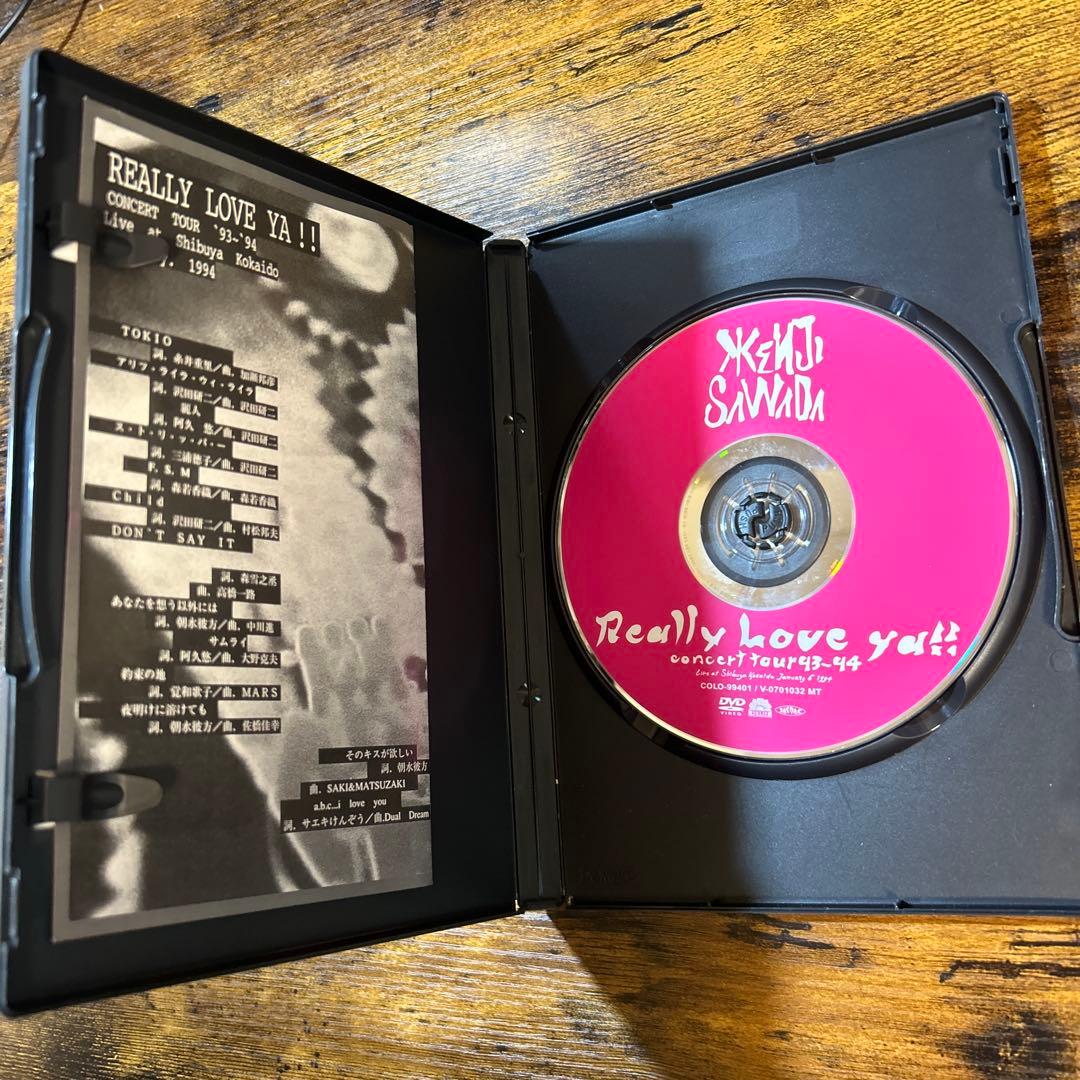 REALLY LOVE YA!!
CONCERT TOUR '93~'94
Live at Shibuya Kokaido
1994
TOKIO
詞．糸井重里／曲．加瀬邦彦
アリフ・ライラ・ウィ・ライラ
詞．沢田研二／曲．沢田研二
麗人
詞．阿久 悠／曲．沢田研二
ス・ト・リ・ッ・パ・ー
詞．三浦徳子／曲．沢田研二
F．S．M
詞．森若香織／曲．森若香織
Child
詞．沢田研二／曲．村松邦夫
DON'T SAY IT
詞．森雪之丞
曲．高橋一路
あなたを想う以外には
詞．朝水彼方／曲．中川進
サムライ
詞．阿久悠／曲．大野克夫
約束の地
詞．覚和歌子／曲．MARS
夜明けに溶けても
詞．朝水彼方／曲．佐橋佳幸
そのキスが欲しい
詞．朝水彼方
曲．SAKI&MATSUZAKI
a.b.c...i love you
詞．サエキけんぞう／曲.Dual Dream
KENJI
SAWADA
Really Love ya!!
concert tour 93~94
Live at Shibuya Kokaido January 6 1994
COLO-99401 / V-0701032 MT
DVD
VIDEO